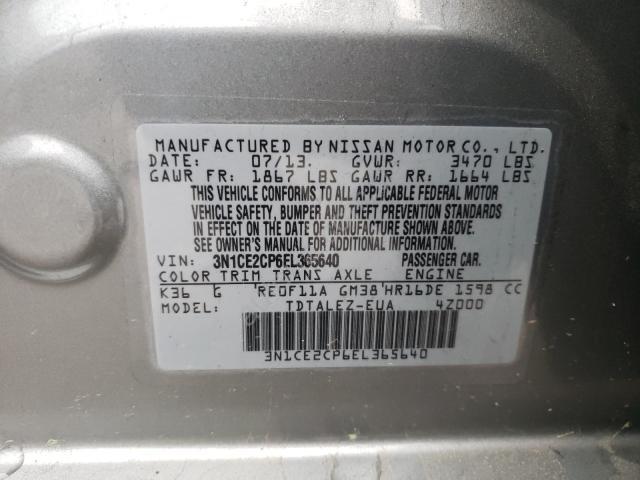 MANUFACTURED BY NISSAN MOTOR CO., LTD.
DATE: 07/13. GVWR: 3470 LBS
GAWR FR: 1867 LBS GAWR RR: 1664 LBS
THIS VEHICLE CONFORMS TO ALL APPLICABLE FEDERAL MOTOR
VEHICLE SAFETY, BUMPER AND THEFT PREVENTION STANDARDS
IN EFFECT ON THE DATE OF MANUFACTURE SHOWN ABOVE.
SEE OWNER'S MANUAL FOR ADDITIONAL INFORMATION.
VIN: 3N1CE2CP6EL365640 PASSENGER CAR.
COLOR TRIM TRANS AXLE ENGINE
K36 G 'RE0F11A GM38'HR16DE 1598 CC
MODEL: TDTALEZ-EUA 4Z000
3N1CE2CP6EL365640